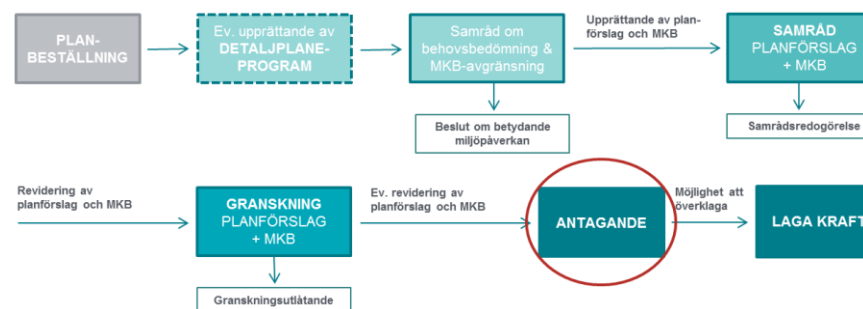 PLAN-
BESTÄLLNING
Ev. upprättande av
DETALJPLANE-
PROGRAM
Samråd om
behovsbedömning &
MKB-avgränsning
Upprättande av plan-
förslag och MKB
SAMRÅD
PLANFÖRSLAG
+ MKB
Beslut om betydande
miljöpåverkan
Samrådsredogörelse
Revidering av
planförslag och MKB
GRANSKNING
PLANFÖRSLAG
+ MKB
Ev. revidering av
planförslag och MKB
ANTAGANDE
Möjlighet att
överklaga
LAGA KRAFT
Granskningsutlåtande